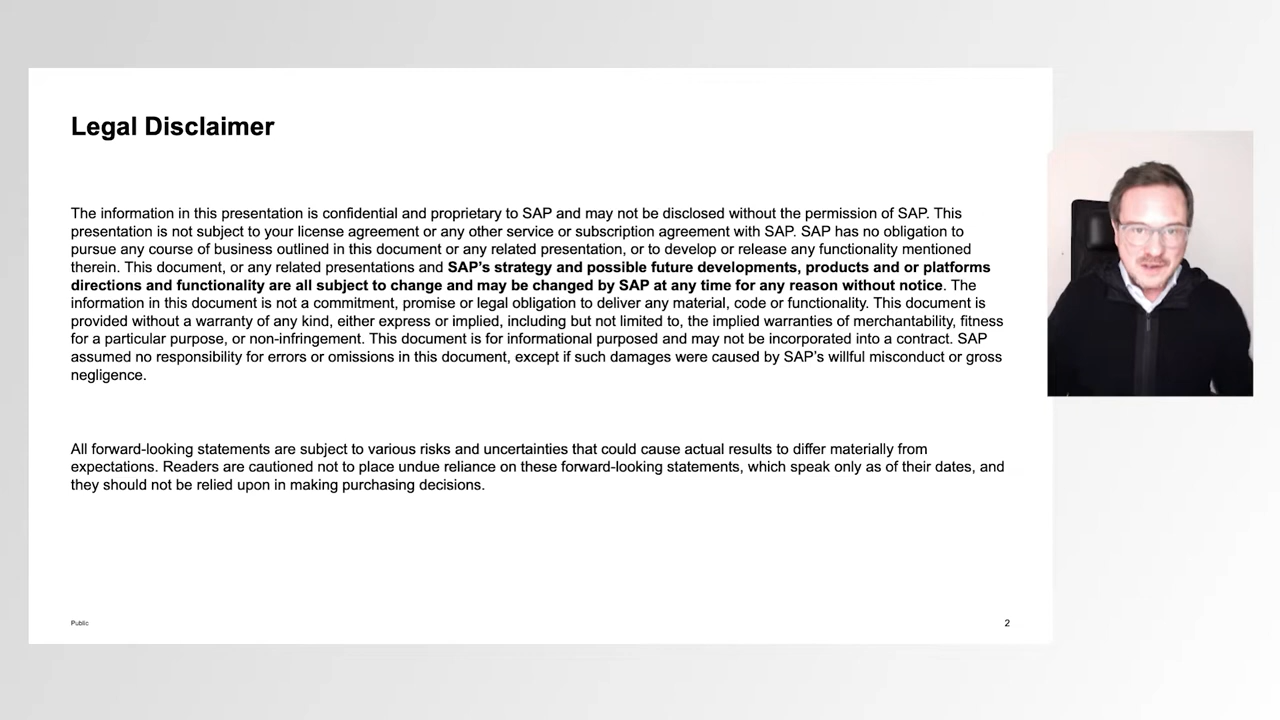 Legal Disclaimer
The information in this presentation is confidential and proprietary to SAP and may not be disclosed without the permission of SAP. This
presentation is not subject to your license agreement or any other service or subscription agreement with SAP. SAP has no obligation to
pursue any course of business outlined in this document or any related presentation, or to develop or release any functionality mentioned
therein. This document, or any related presentations and SAP's strategy and possible future developments, products and or platforms
directions and functionality are all subject to change and may be changed by SAP at any time for any reason without notice. The
information in this document is not a commitment, promise or legal obligation to deliver any material, code or functionality. This document is
provided without a warranty of any kind, either express or implied, including but not limited to, the implied warranties of merchantability, fitness
for a particular purpose, or non-infringement. This document is for informational purposed and may not be incorporated into a contract. SAP
assumed no responsibility for errors or omissions in this document, except if such damages were caused by SAP's willful misconduct or gross
negligence.
All forward-looking statements are subject to various risks and uncertainties that could cause actual results to differ materially from
expectations. Readers are cautioned not to place undue reliance on these forward-looking statements, which speak only as of their dates, and
they should not be relied upon in making purchasing decisions.
Public
2